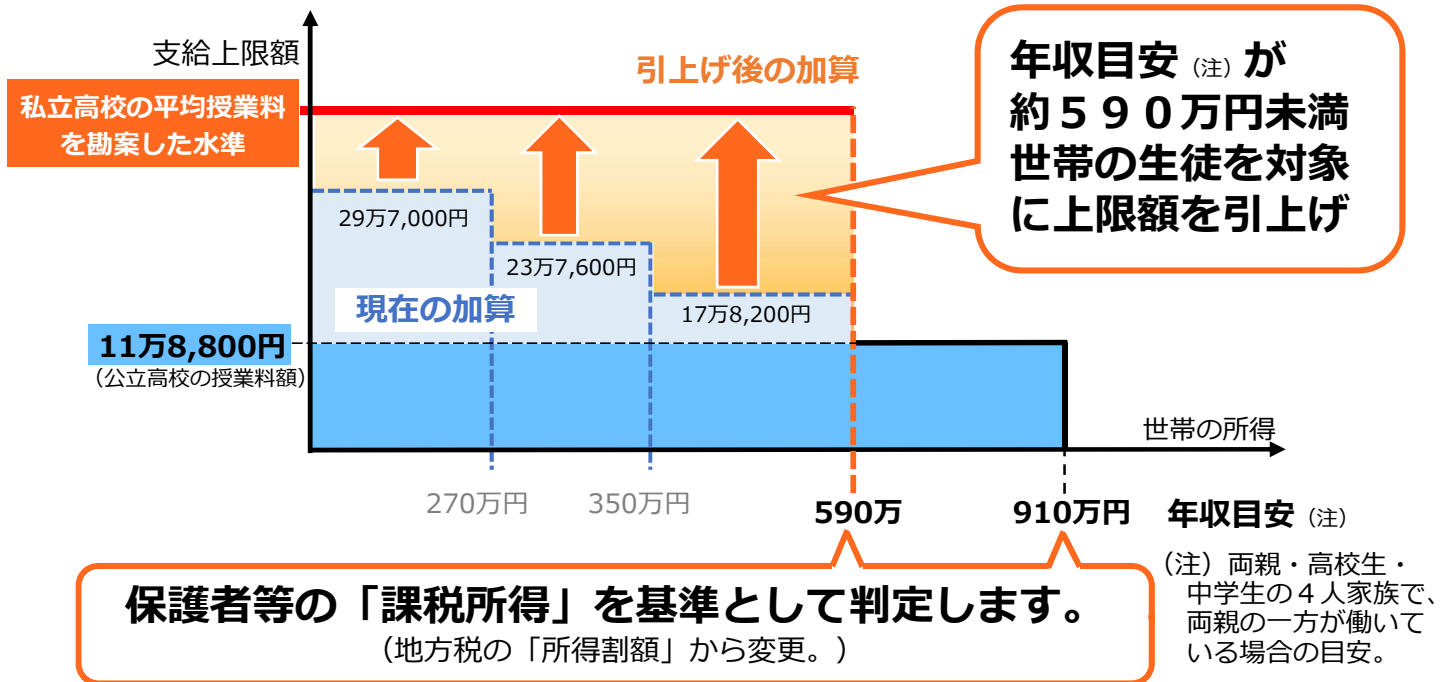 支給上限額
引上げ後の加算
私立高校の平均授業料
を勘案した水準
年収目安（注）が
約５９０万円未満
世帯の生徒を対象
に上限額を引上げ
29万7,000円
23万7,600円
現在の加算
17万8,200円
11万8,800円
（公立高校の授業料額）
世帯の所得
270万円
350万円
590万
910万円
年収目安（注）
（注）両親・高校生・
中学生の４人家族で、
両親の一方が働いて
いる場合の目安。
保護者等の「課税所得」を基準として判定します。
（地方税の「所得割額」から変更。）